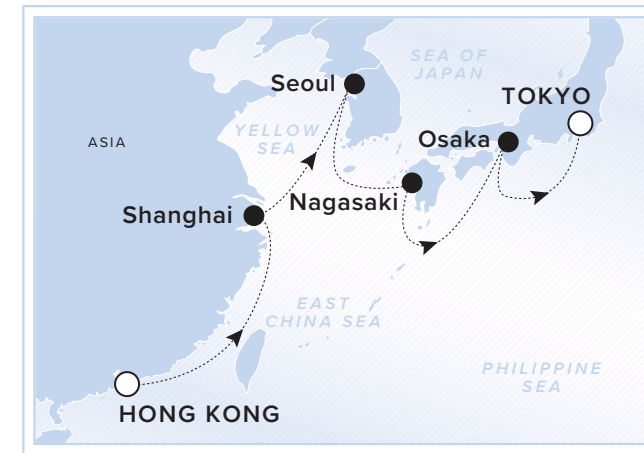 SEA OF
JAPAN
Seoul
TOKYO
YELLOW
SEA
ASIA
Osaka
Nagasaki
Shanghai
EAST
CHINA SEA
PHILIPPINE
SEA
HONG KONG